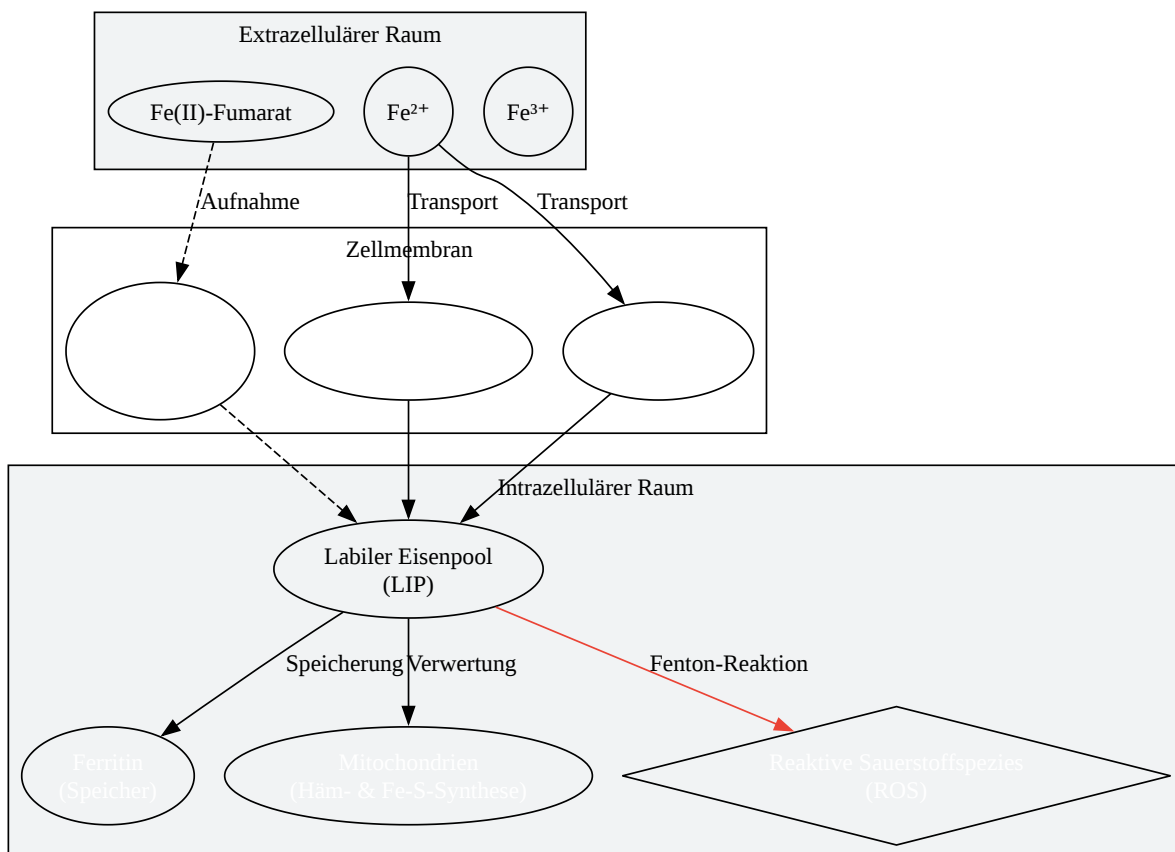 Extrazellulärer Raum
Fe(II)-Fumarat
Fe²⁺
Fe³⁺
Aufnahme
Transport
Transport
Zellmembran
Intrazellulärer Raum
Labiler Eisenpool
(LIP)
Speicherung
Verwertung
Fenton-Reaktion
Ferritin
(Speicher)
Mitochondrien
(Häm- & Fe-S-Synthese)
Reaktive Sauerstoffspezies
(ROS)